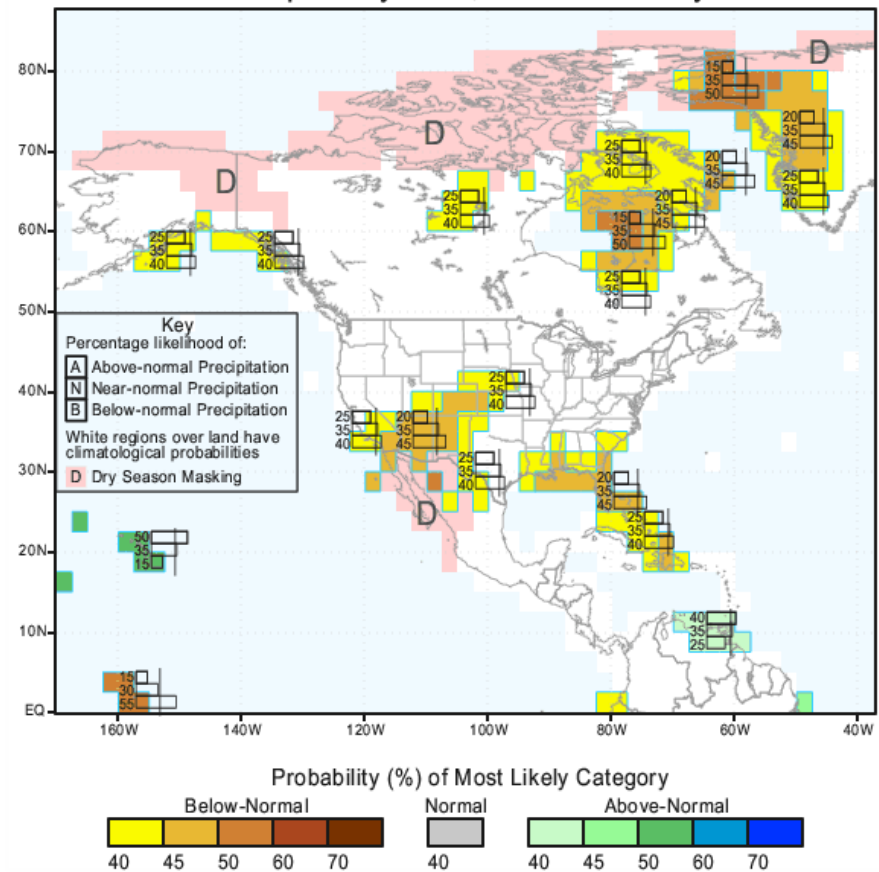 80N
70N
60N
50N
40N
30N
20N
10N
EQ
160W 140W 120W 100W 80W 60W 40W
D
D
D
D
15
35
50
20
35
45
25
35
40
20
35
45
25
35
40
25
35
40
20
35
45
15
35
50
25
35
40
25
35
40
25
35
40
Key
Percentage likelihood of:
A Above-normal Precipitation
N Near-normal Precipitation
B Below-normal Precipitation
White regions over land have
climatological probabilities
D Dry Season Masking
25
35
40
25
35
40
20
35
45
25
35
40
20
35
45
25
35
40
50
35
15
40
35
25
15
30
55
Probability (%) of Most Likely Category
Below-Normal Normal Above-Normal
40 45 50 60 70 40 40 45 50 60 70